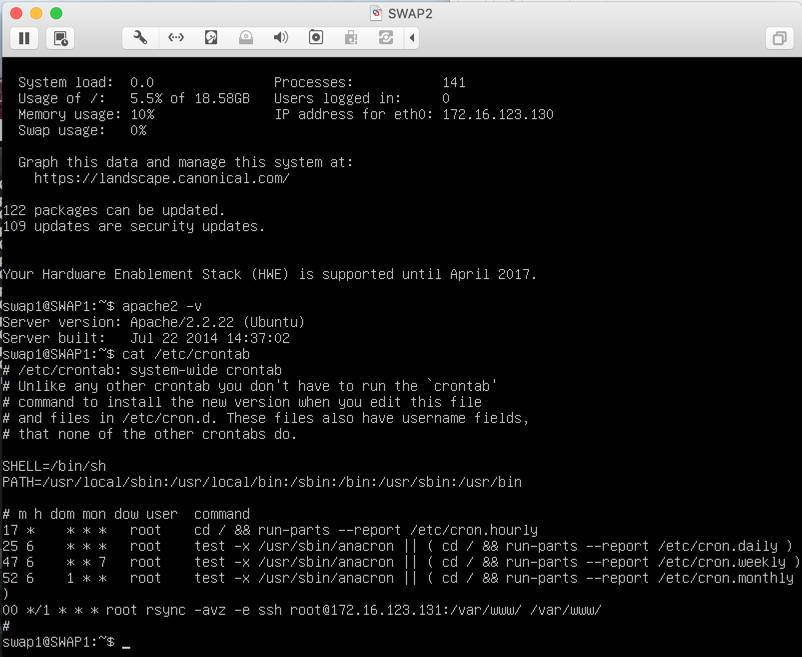 SWAP2
System load: 0.0 Processes: 141
Usage of /: 5.5% of 18.58GB Users logged in: 0
Memory usage: 10% IP address for eth0: 172.16.123.130
Swap usage: 0%
Graph this data and manage this system at:
https://landscape.canonical.com/
122 packages can be updated.
109 updates are security updates.
Your Hardware Enablement Stack (HWE) is supported until April 2017.
swap1@SWAP1:~$ apache2 -v
Server version: Apache/2.2.22 (Ubuntu)
Server built: Jul 22 2014 14:37:02
swap1@SWAP1:~$ cat /etc/crontab
# /etc/crontab: system-wide crontab
# Unlike any other crontab you don't have to run the `crontab'
# command to install the new version when you edit this file
# and files in /etc/cron.d. These files also have username fields,
# that none of the other crontabs do.
SHELL=/bin/sh
PATH=/usr/local/sbin:/usr/local/bin:/sbin:/bin:/usr/sbin:/usr/bin
# m h dom mon dow user command
17 * * * * root cd / && run-parts --report /etc/cron.hourly
25 6 * * * root test -x /usr/sbin/anacron || ( cd / && run-parts --report /etc/cron.daily )
47 6 * * 7 root test -x /usr/sbin/anacron || ( cd / && run-parts --report /etc/cron.weekly )
52 6 1 * * root test -x /usr/sbin/anacron || ( cd / && run-parts --report /etc/cron.monthly
)
00 */1 * * * root rsync -avz -e ssh root@172.16.123.131:/var/www/ /var/www/
#
swap1@SWAP1:~$ _